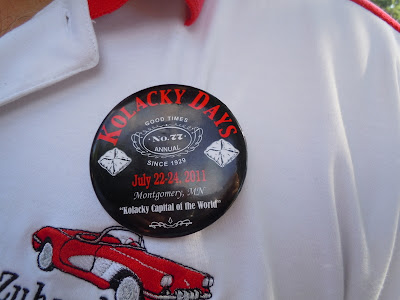 KOLACKY DAYS
GOOD TIMES
No. 77
ANNUAL
SINCE 1929
July 22-24, 2011
Montgomery, MN
"Kolacky Capital of the World"